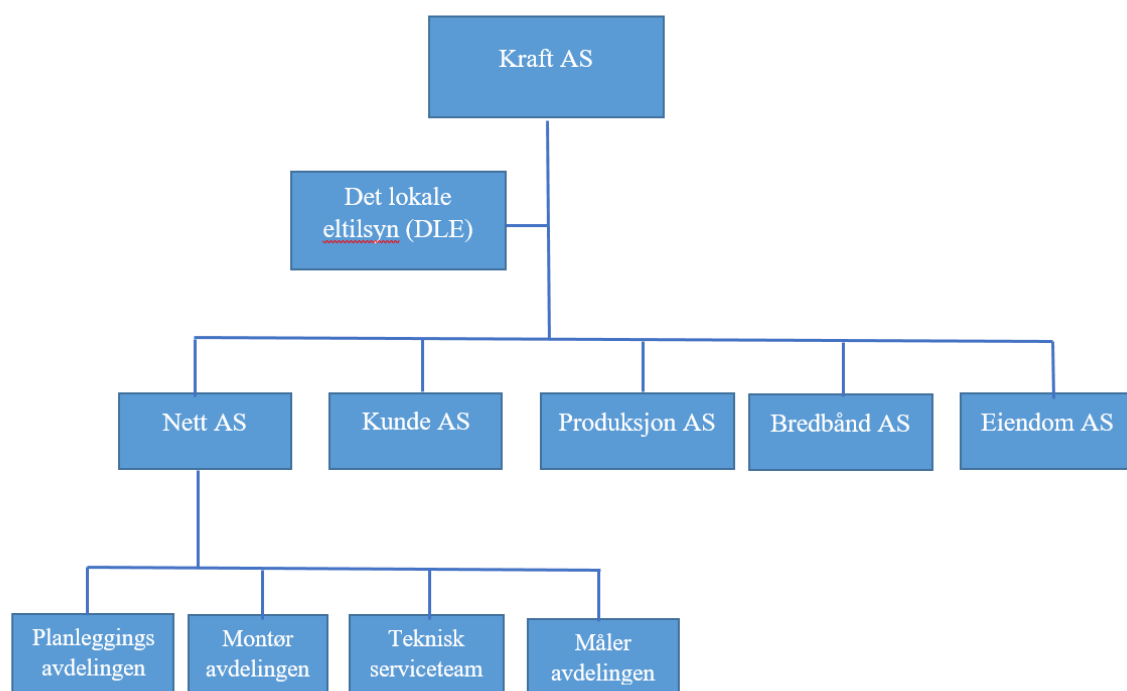 Kraft AS
Det lokale
eltilsyn (DLE)
Nett AS
Kunde AS
Produksjon AS
Bredbånd AS
Eiendom AS
Planleggings
avdelingen
Montør
avdelingen
Teknisk
serviceteam
Måler
avdelingen